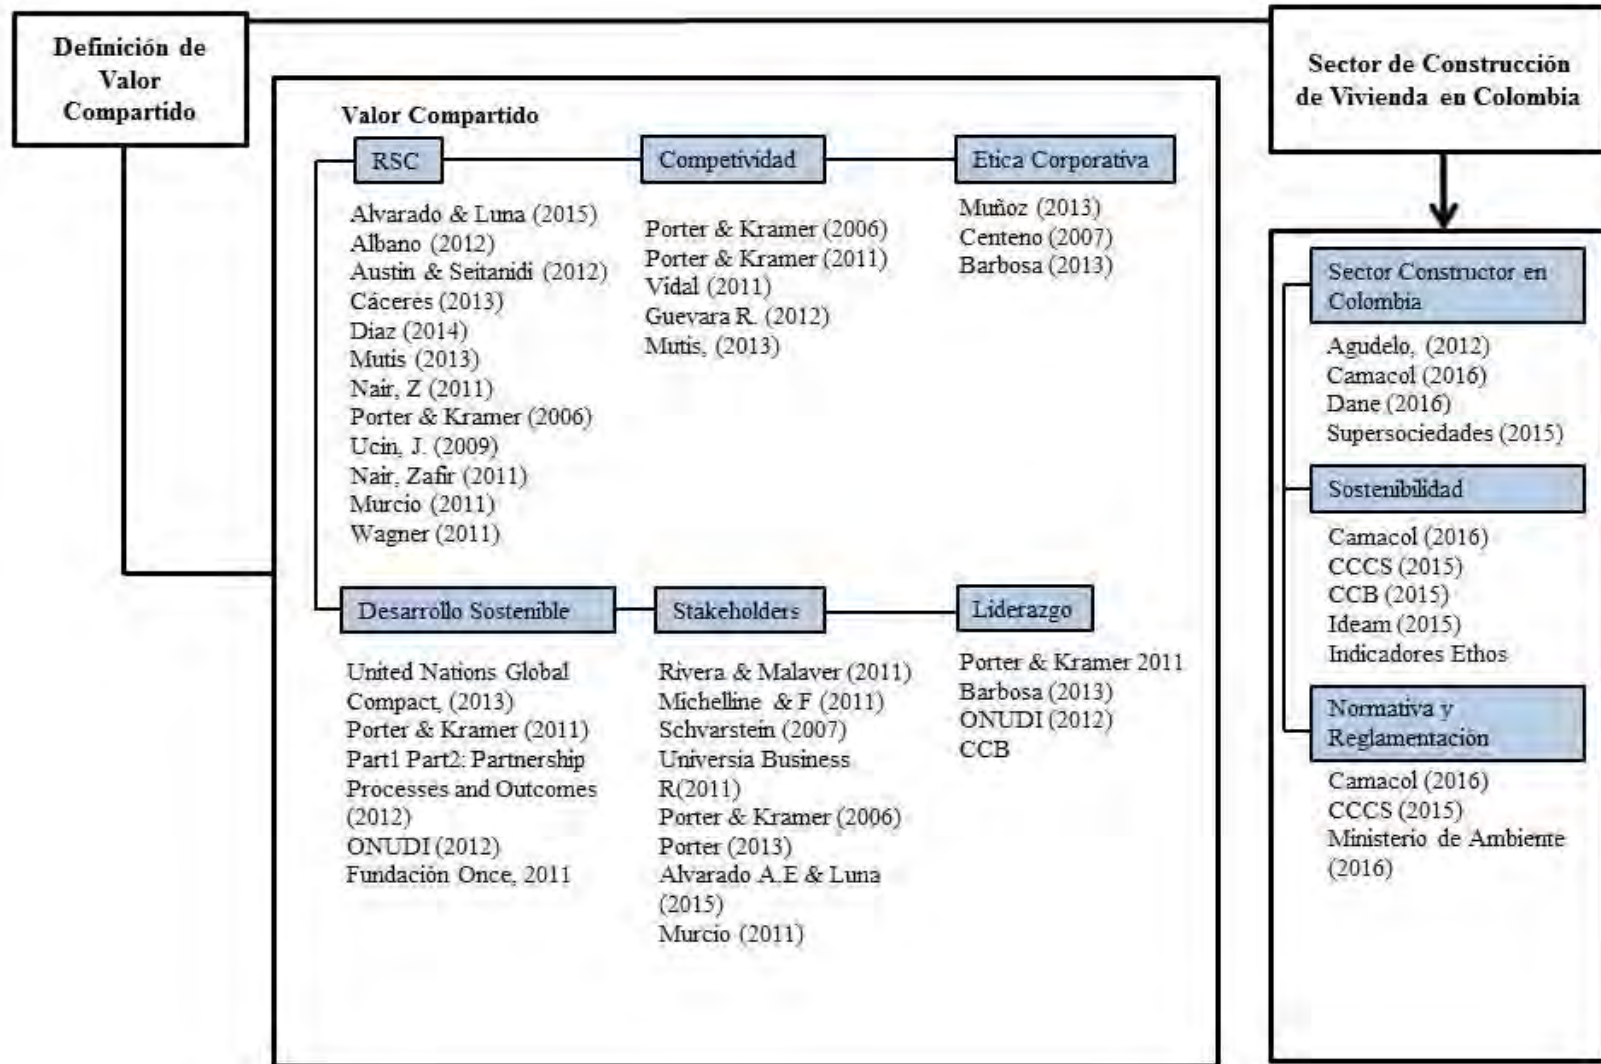 Definición de
Valor
Compartido
Sector de Construcción
de Vivienda en Colombia
Valor Compartido
RSC
Alvarado & Luna (2015)
Albano (2012)
Austin & Seitanidi (2012)
Cáceres (2013)
Díaz (2014)
Mutis (2013)
Nair, Z (2011)
Porter & Kramer (2006)
Ucin, J. (2009)
Nair, Zafir (2011)
Murcio (2011)
Wagner (2011)
Competividad
Porter & Kramer (2006)
Porter & Kramer (2011)
Vidal (2011)
Guevara R. (2012)
Mutis, (2013)
Etica Corporativa
Muñoz (2013)
Centeno (2007)
Barbosa (2013)
Desarrollo Sostenible
United Nations Global
Compact, (2013)
Porter & Kramer (2011)
Part1 Part2: Partnership
Processes and Outcomes
(2012)
ONUDI (2012)
Fundación Once, 2011
Stakeholders
Rivera & Malaver (2011)
Michelline & F (2011)
Schvarstein (2007)
Universia Business
R(2011)
Porter & Kramer (2006)
Porter (2013)
Alvarado A.E & Luna
(2015)
Murcio (2011)
Liderazgo
Porter & Kramer 2011
Barbosa (2013)
ONUDI (2012)
CCB
Sector Constructor en
Colombia
Agudelo, (2012)
Camacol (2016)
Dane (2016)
Supersociedades (2015)
Sostenibilidad
Camacol (2016)
CCCS (2015)
CCB (2015)
Ideam (2015)
Indicadores Ethos
Normativa y
Reglamentación
Camacol (2016)
CCCS (2015)
Ministerio de Ambiente
(2016)